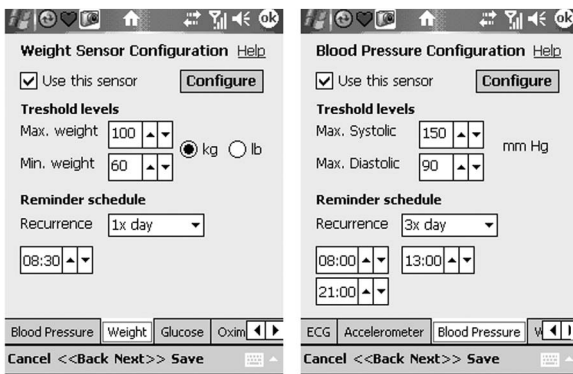 ok
Weight Sensor Configuration Help
Use this sensor Configure
Treshold levels
Max. weight 100
kg lb
Min. weight 60
Reminder schedule
Recurrence 1x day
08:30
Blood Pressure Weight Glucose Oxim
Cancel <<Back Next>> Save
ok
Blood Pressure Configuration Help
Use this sensor Configure
Treshold levels
Max. Systolic 150
mm Hg
Max. Diastolic 90
Reminder schedule
Recurrence 3x day
08:00 13:00
21:00
ECG Accelerometer Blood Pressure
Cancel <<Back Next>> Save